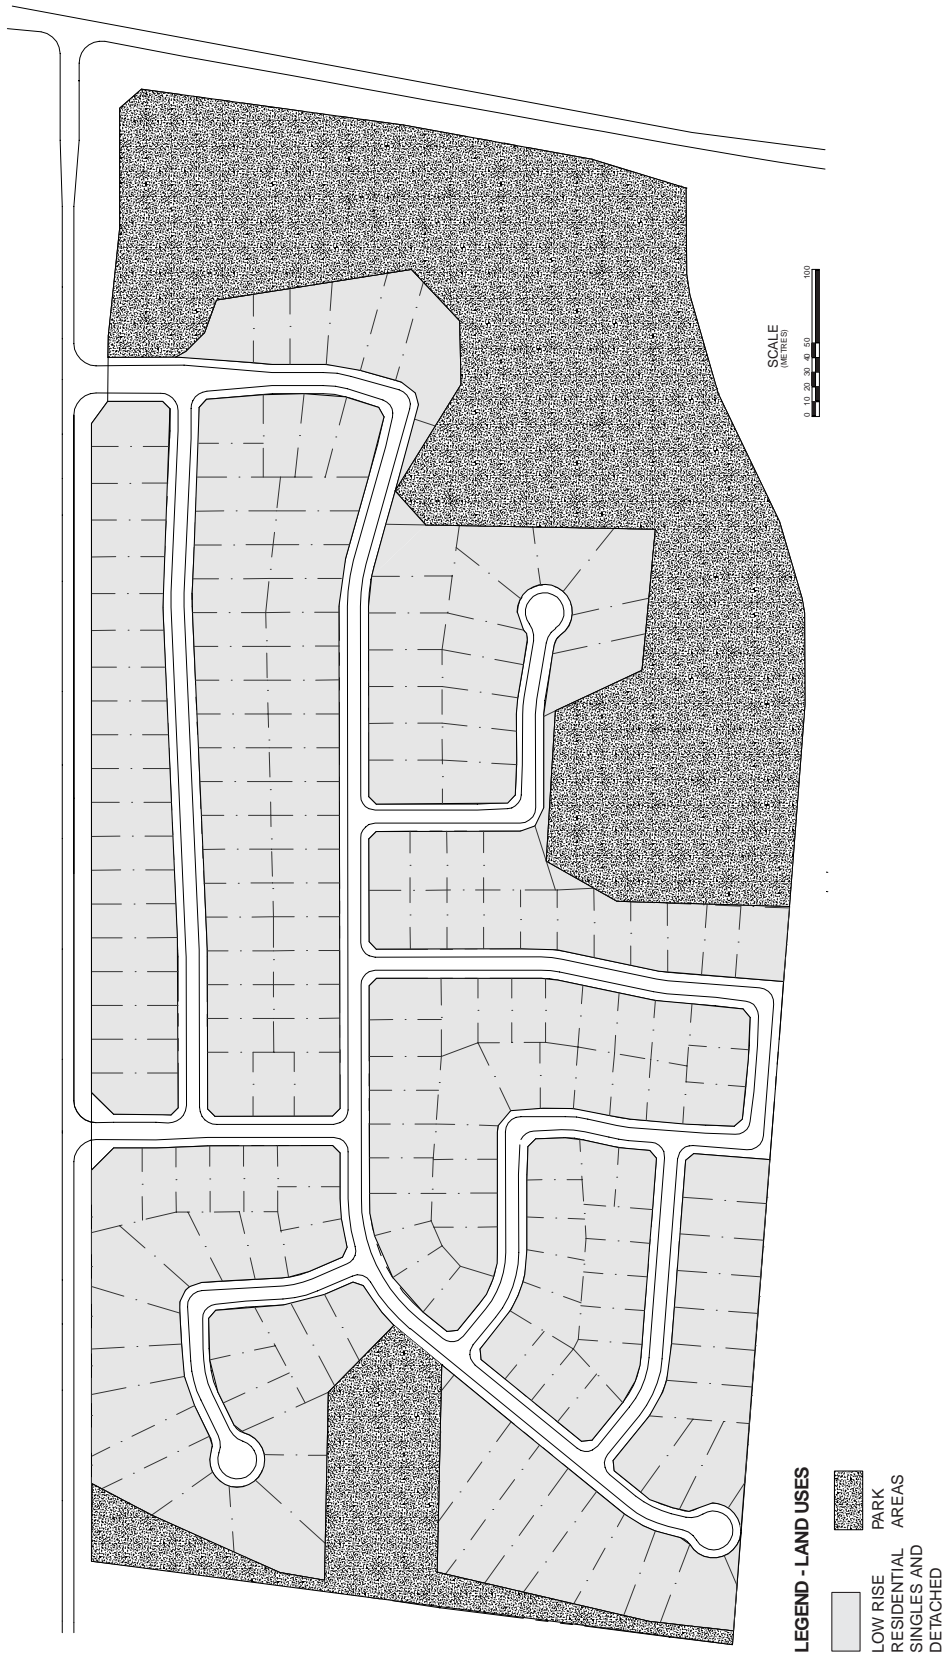 SCALE
(METRES)
0 10 20 30 40 50 100
LEGEND - LAND USES
LOW RISE
RESIDENTIAL
SINGLES AND
DETACHED
PARK
AREAS